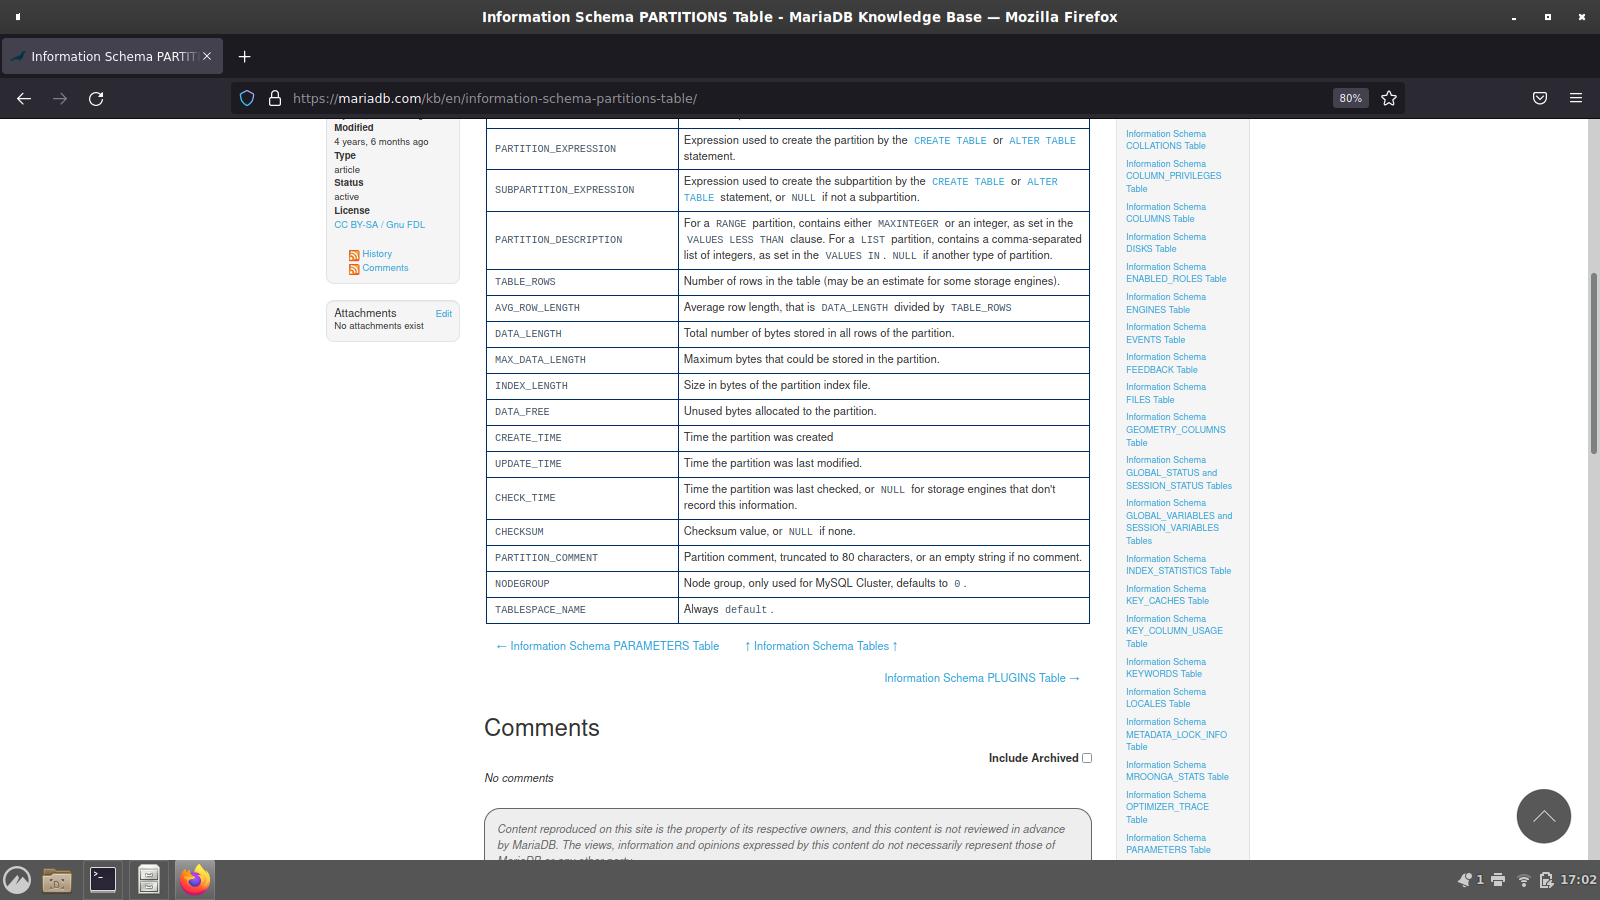 Information Schema PARTITIONS Table - MariaDB Knowledge Base — Mozilla Firefox
Information Schema PARTIT
https://mariadb.com/kb/en/information-schema-partitions-table/
80%
Modified
4 years, 6 months ago
Type
article
Status
active
License
CC BY-SA / Gnu FDL
History
Comments
Attachments Edit
No attachments exist
PARTITION_EXPRESSION
Expression used to create the partition by the CREATE TABLE or ALTER TABLE
statement.
SUBPARTITION_EXPRESSION
Expression used to create the subpartition by the CREATE TABLE or ALTER
TABLE statement, or NULL if not a subpartition.
PARTITION_DESCRIPTION
For a RANGE partition, contains either MAXINTEGER or an integer, as set in the
VALUES LESS THAN clause. For a LIST partition, contains a comma-separated
list of integers, as set in the VALUES IN . NULL if another type of partition.
TABLE_ROWS Number of rows in the table (may be an estimate for some storage engines).
AVG_ROW_LENGTH Average row length, that is DATA_LENGTH divided by TABLE_ROWS
DATA_LENGTH Total number of bytes stored in all rows of the partition.
MAX_DATA_LENGTH Maximum bytes that could be stored in the partition.
INDEX_LENGTH Size in bytes of the partition index file.
DATA_FREE Unused bytes allocated to the partition.
CREATE_TIME Time the partition was created
UPDATE_TIME Time the partition was last modified.
CHECK_TIME
Time the partition was last checked, or NULL for storage engines that don't
record this information.
CHECKSUM Checksum value, or NULL if none.
PARTITION_COMMENT Partition comment, truncated to 80 characters, or an empty string if no comment.
NODEGROUP Node group, only used for MySQL Cluster, defaults to 0 .
TABLESPACE_NAME Always default .
← Information Schema PARAMETERS Table ↑ Information Schema Tables ↑
Information Schema PLUGINS Table →
Comments
Include Archived
No comments
Content reproduced on this site is the property of its respective owners, and this content is not reviewed in advance
by MariaDB. The views, information and opinions expressed by this content do not necessarily represent those of
MariaDB or any other party.
Information Schema
COLLATIONS Table
Information Schema
COLUMN_PRIVILEGES
Table
Information Schema
COLUMNS Table
Information Schema
DISKS Table
Information Schema
ENABLED_ROLES Table
Information Schema
ENGINES Table
Information Schema
EVENTS Table
Information Schema
FEEDBACK Table
Information Schema
FILES Table
Information Schema
GEOMETRY_COLUMNS
Table
Information Schema
GLOBAL_STATUS and
SESSION_STATUS Tables
Information Schema
GLOBAL_VARIABLES and
SESSION_VARIABLES
Tables
Information Schema
INDEX_STATISTICS Table
Information Schema
KEY_CACHES Table
Information Schema
KEY_COLUMN_USAGE
Table
Information Schema
KEYWORDS Table
Information Schema
LOCALES Table
Information Schema
METADATA_LOCK_INFO
Table
Information Schema
MROONGA_STATS Table
Information Schema
OPTIMIZER_TRACE
Table
Information Schema
PARAMETERS Table
1 17:02